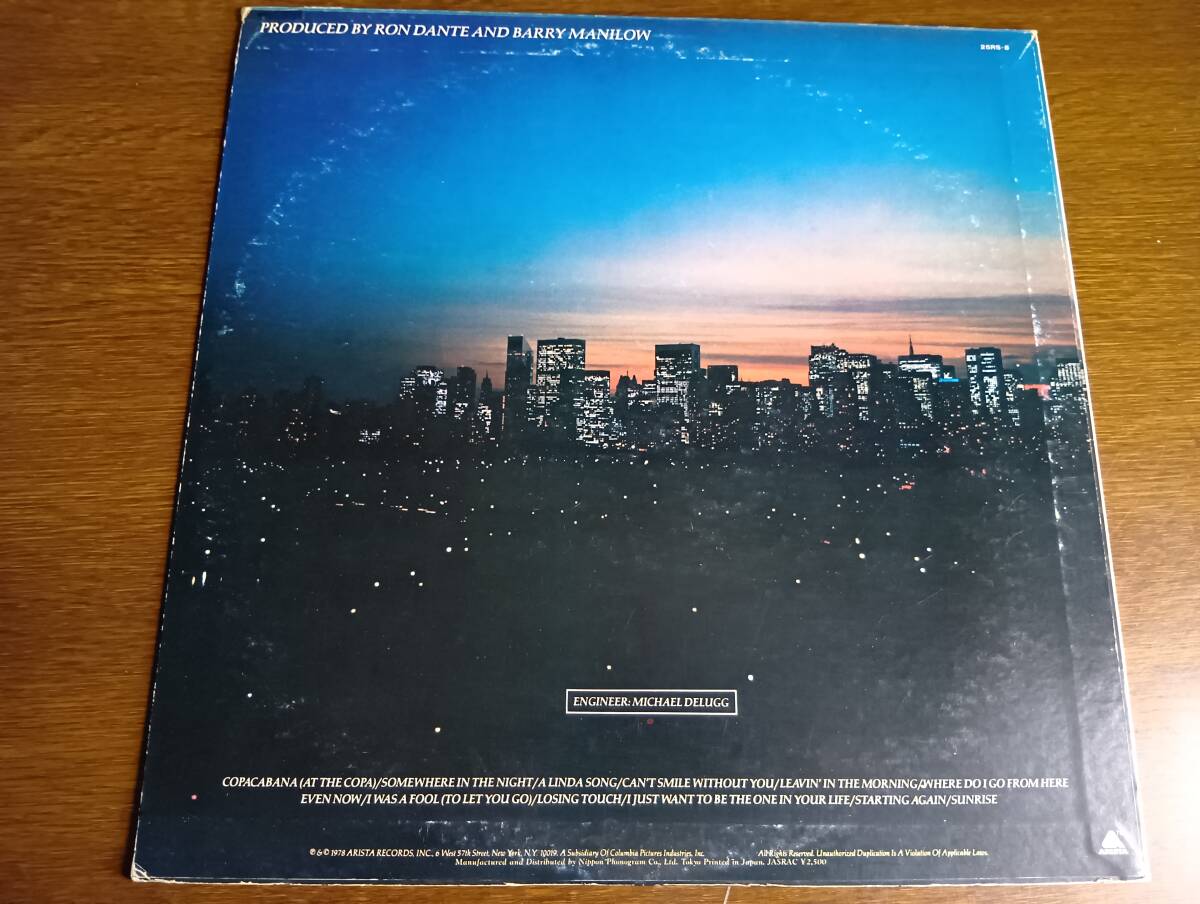 PRODUCED BY RON DANTE AND BARRY MANILOW
25RS-8
ENGINEER: MICHAEL DELUGG
COPACABANA (AT THE COPA)/SOMEWHERE IN THE NIGHT/A LINDA SONG/CAN'T SMILE WITHOUT YOU/LEAVIN' IN THE MORNING/WHERE DO I GO FROM HERE
EVEN NOW/I WAS A FOOL (TO LET YOU GO)/LOSING TOUCH/I JUST WANT TO BE THE ONE IN YOUR LIFE/STARTING AGAIN/SUNRISE
℗ & © 1978 ARISTA RECORDS, INC., 6 West 57th Street, New York, N.Y. 10019. A Subsidiary Of Columbia Pictures Industries, Inc. All Rights Reserved. Unauthorized Duplication Is A Violation Of Applicable Laws.
Manufactured and Distributed by Nippon Phonogram Co., Ltd. Tokyo Printed in Japan. JASRAC ¥2,500